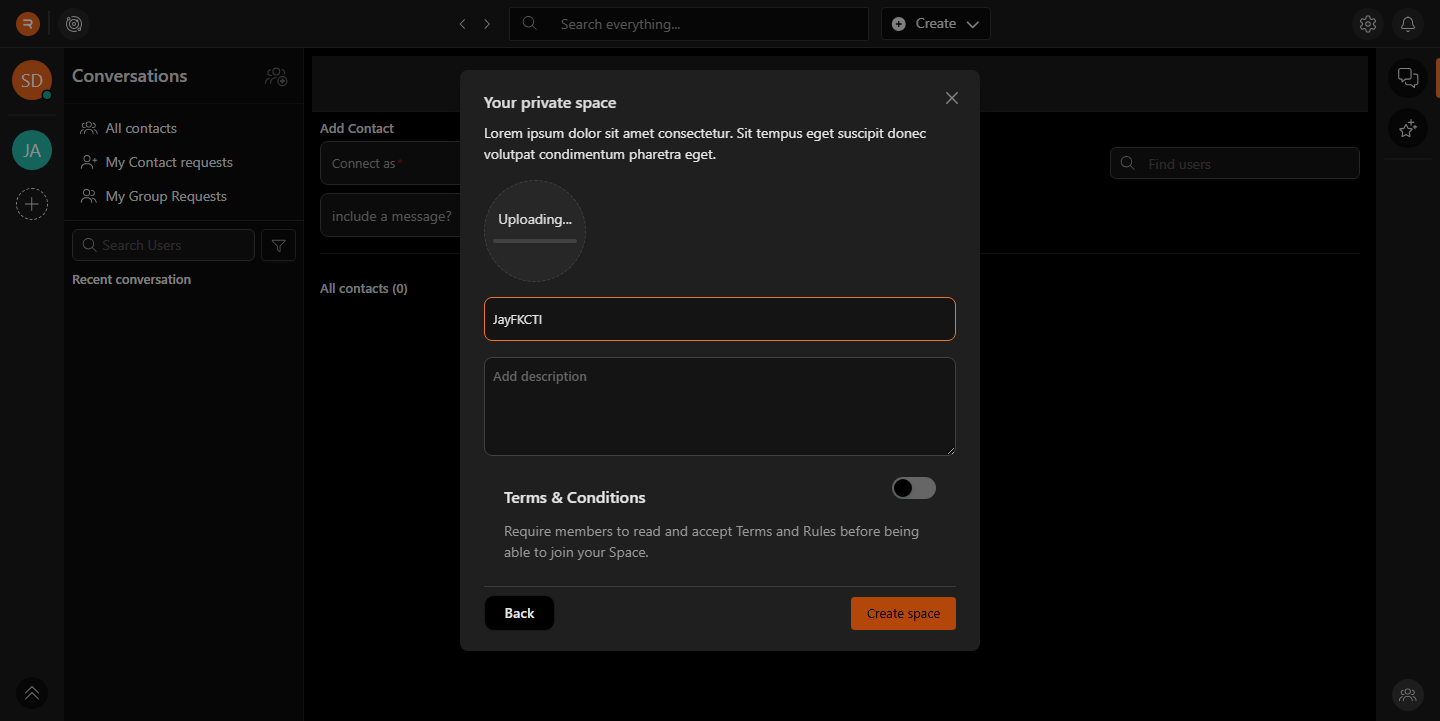 R
Search everything...
Create
SD
JA
Conversations
All contacts
My Contact requests
My Group Requests
Search Users
Recent conversation
Add Contact
Connect as*
include a message?
Find users
All contacts (0)
Your private space
Lorem ipsum dolor sit amet consectetur. Sit tempus eget suscipit donec
volutpat condimentum pharetra eget.
Uploading...
JayFKCTI
Add description
Terms & Conditions
Require members to read and accept Terms and Rules before being
able to join your Space.
Back
Create space